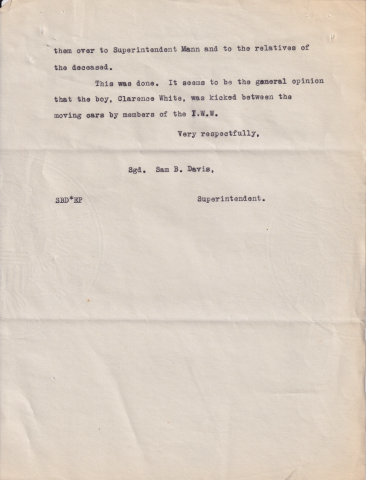 them over to Superintendent Mann and to the relatives of
the deceased.
This was done. It seems to be the general opinion
that the boy, Clarence White, was kicked between the
moving cars by members of the I.W.W.
Very respectfully,
Sgd. Sam B. Davis,
SBD*EP Superintendent.